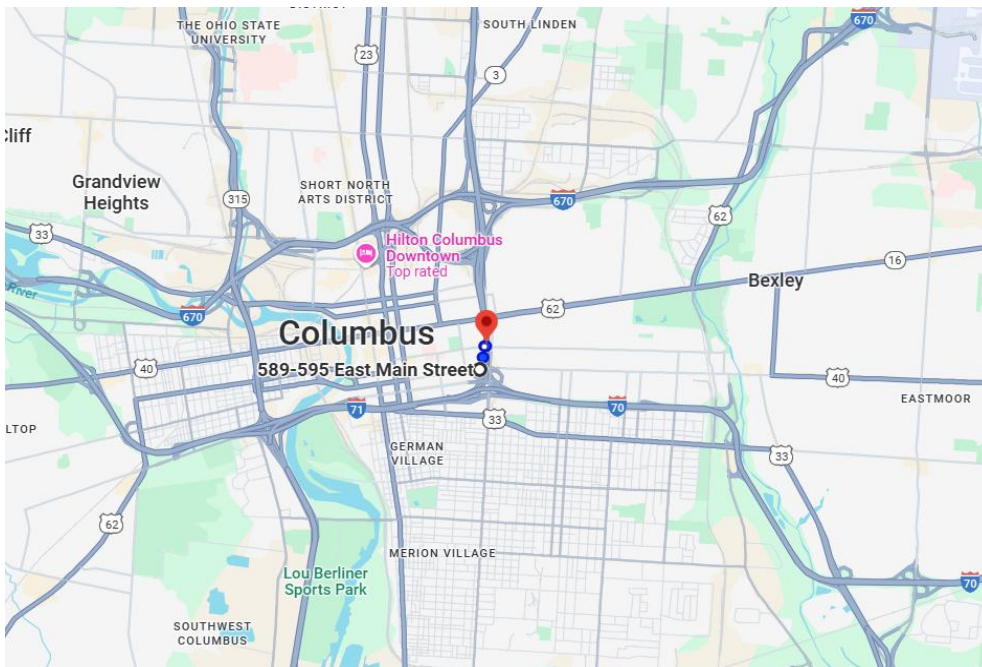 DISTRICT
THE OHIO STATE
UNIVERSITY
SOUTH LINDEN
670
23
3
Cliff
Grandview
Heights
SHORT NORTH
ARTS DISTRICT
315
670
62
33
Hilton Columbus
Downtown
Top rated
16
River
Bexley
62
670
Columbus
40
589-595 East Main Street
40
71
70
EASTMOOR
33
LTOP
GERMAN
VILLAGE
33
62
MERION VILLAGE
Lou Berliner
Sports Park
70
SOUTHWEST
COLUMBUS